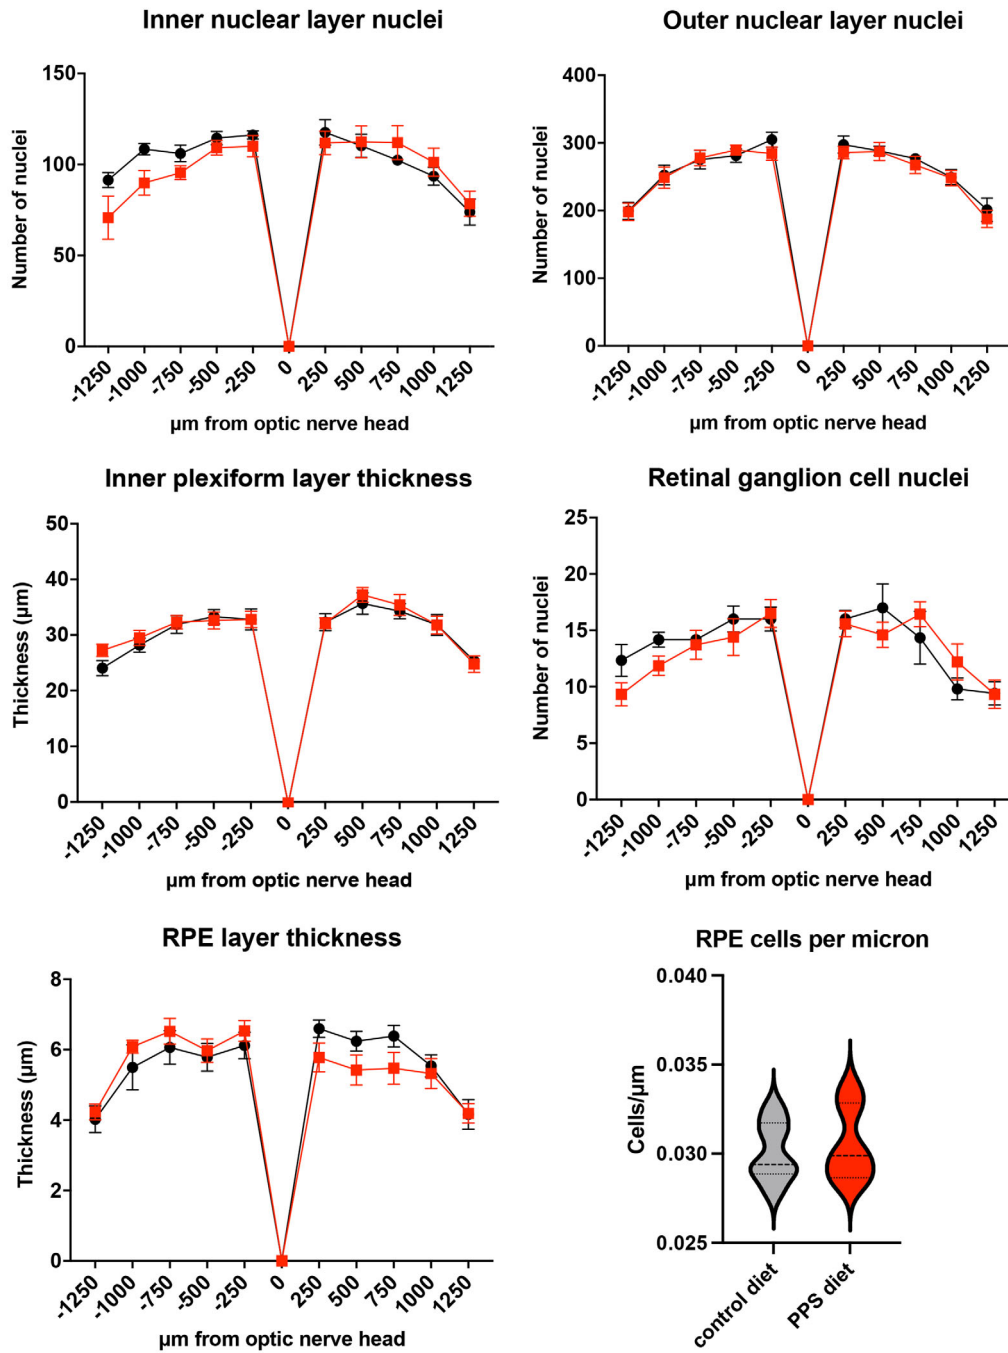 Inner nuclear layer nuclei
Number of nuclei
150
100
50
0
-1250 -1000 -750 -500 -250 0 250 500 750 1000 1250
µm from optic nerve head
Outer nuclear layer nuclei
Number of nuclei
400
300
200
100
0
-1250 -1000 -750 -500 -250 0 250 500 750 1000 1250
µm from optic nerve head
Inner plexiform layer thickness
Thickness (µm)
50
40
30
20
10
0
-1250 -1000 -750 -500 -250 0 250 500 750 1000 1250
µm from optic nerve head
Retinal ganglion cell nuclei
Number of nuclei
25
20
15
10
5
0
-1250 -1000 -750 -500 -250 0 250 500 750 1000 1250
µm from optic nerve head
RPE layer thickness
Thickness (µm)
8
6
4
2
0
-1250 -1000 -750 -500 -250 0 250 500 750 1000 1250
µm from optic nerve head
RPE cells per micron
Cells/µm
0.040
0.035
0.030
0.025
control diet
PPS diet